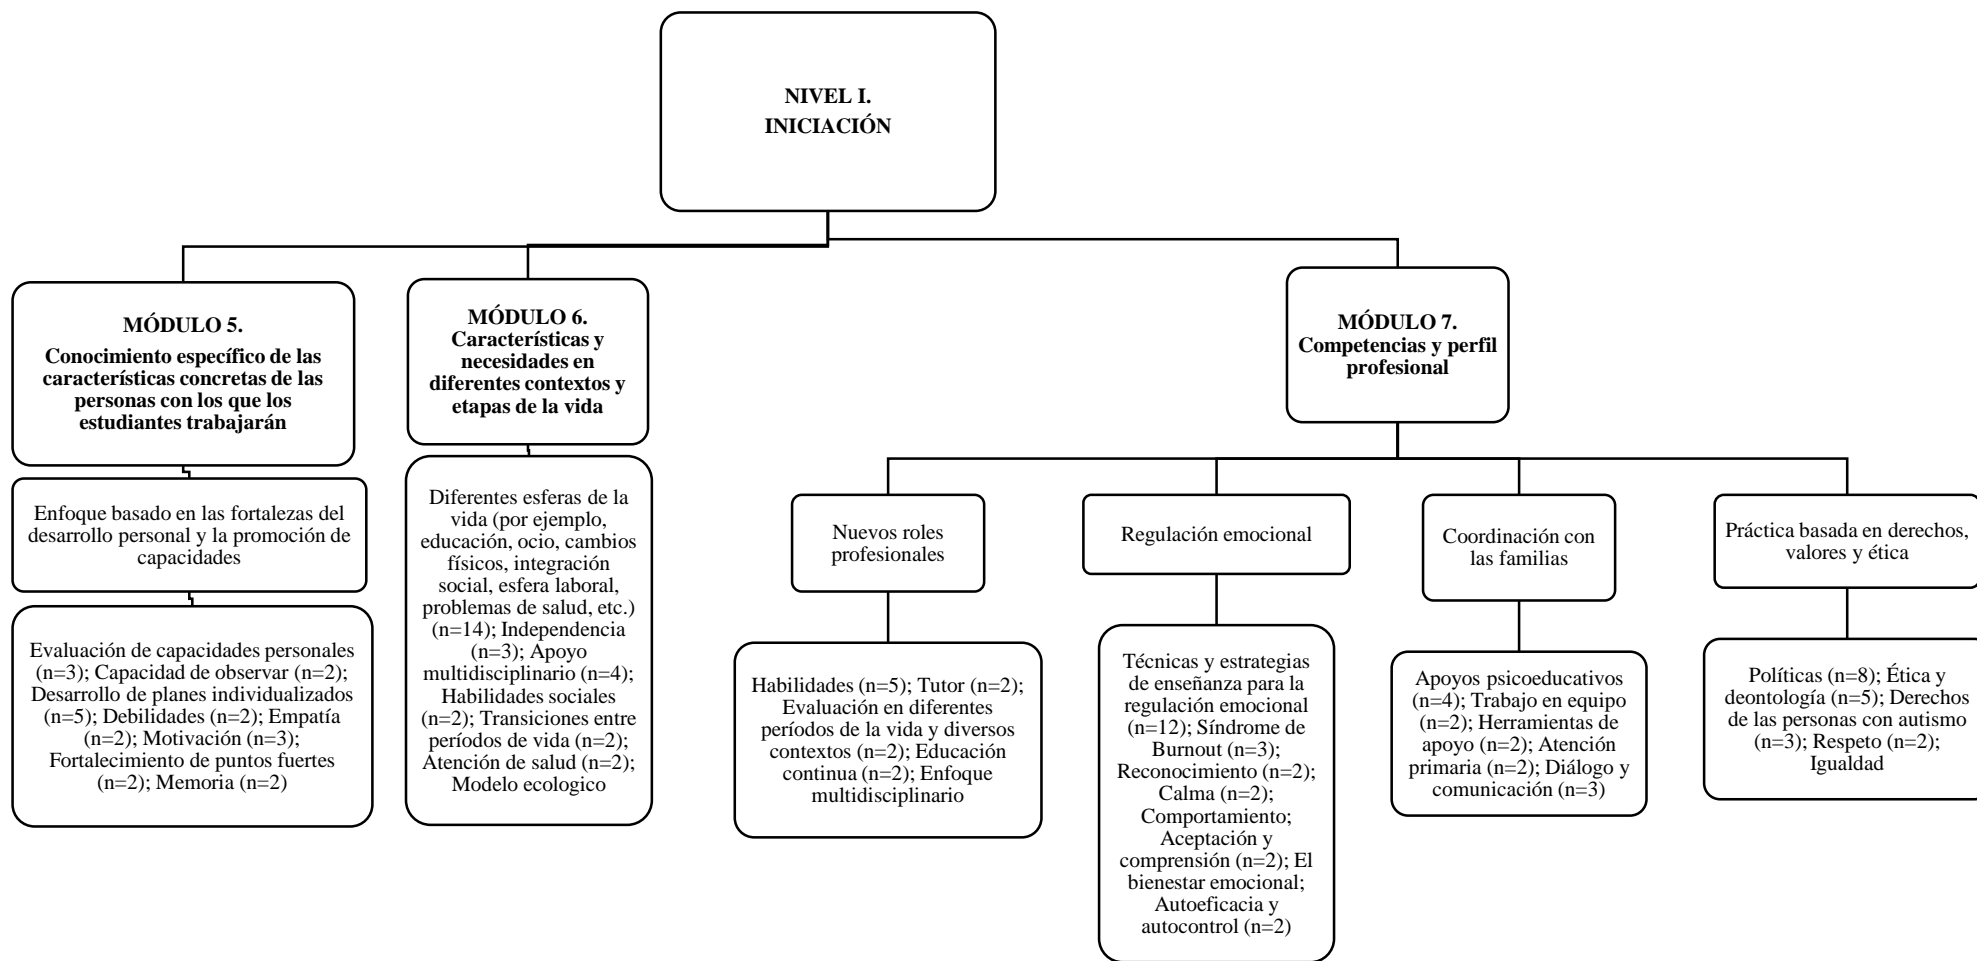 NIVEL I.
INICIACIÓN
MÓDULO 5.
Conocimiento específico de las
características concretas de las
personas con los que los
estudiantes trabajarán
MÓDULO 6.
Características y
necesidades en
diferentes contextos y
etapas de la vida
MÓDULO 7.
Competencias y perfil
profesional
Enfoque basado en las fortalezas del
desarrollo personal y la promoción de
capacidades
Evaluación de capacidades personales
(n=3); Capacidad de observar (n=2);
Desarrollo de planes individualizados
(n=5); Debilidades (n=2); Empatía
(n=2); Motivación (n=3);
Fortalecimiento de puntos fuertes
(n=2); Memoria (n=2)
Diferentes esferas de la
vida (por ejemplo,
educación, ocio, cambios
físicos, integración
social, esfera laboral,
problemas de salud, etc.)
(n=14); Independencia
(n=3); Apoyo
multidisciplinario (n=4);
Habilidades sociales
(n=2); Transiciones entre
períodos de vida (n=2);
Atención de salud (n=2);
Modelo ecologico
Nuevos roles
profesionales
Habilidades (n=5); Tutor (n=2);
Evaluación en diferentes
períodos de la vida y diversos
contextos (n=2); Educación
continua (n=2); Enfoque
multidisciplinario
Regulación emocional
Técnicas y estrategias
de enseñanza para la
regulación emocional
(n=12); Síndrome de
Burnout (n=3);
Reconocimiento (n=2);
Calma (n=2);
Comportamiento;
Aceptación y
comprensión (n=2); El
bienestar emocional;
Autoeficacia y
autocontrol (n=2)
Coordinación con
las familias
Apoyos psicoeducativos
(n=4); Trabajo en equipo
(n=2); Herramientas de
apoyo (n=2); Atención
primaria (n=2); Diálogo y
comunicación (n=3)
Práctica basada en derechos,
valores y ética
Políticas (n=8); Ética y
deontología (n=5); Derechos
de las personas con autismo
(n=3); Respeto (n=2);
Igualdad